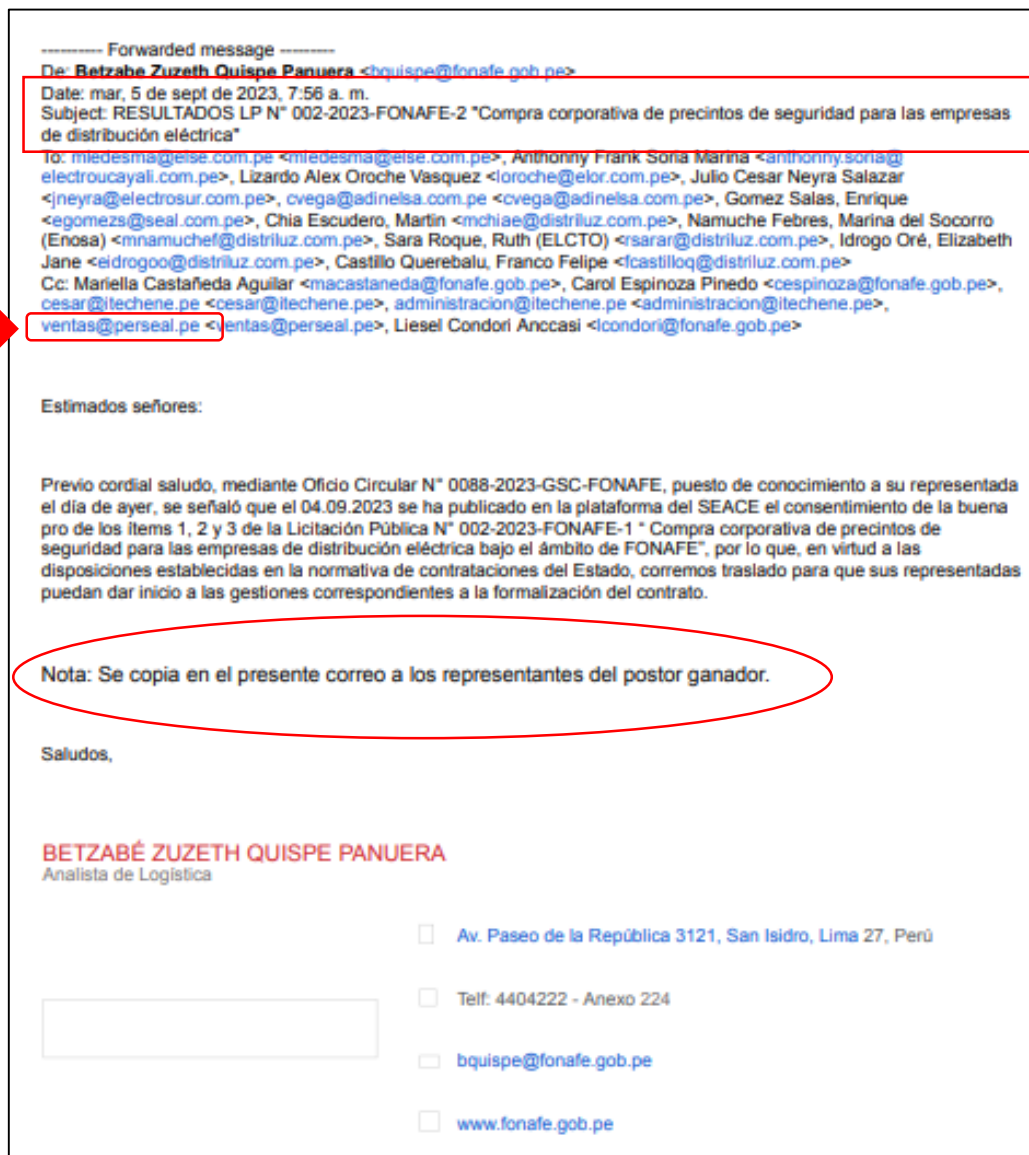 ---------- Forwarded message ---------
De: Betzabe Zuzeth Quispe Panuera <bquispe@fonafe.gob.pe>
Date: mar, 5 de sept de 2023, 7:56 a. m.
Subject: RESULTADOS LP N° 002-2023-FONAFE-2 "Compra corporativa de precintos de seguridad para las empresas
de distribución eléctrica"
To: mledesma@else.com.pe <mledesma@else.com.pe>, Anthonny Frank Soria Marina <anthonny.soria@
electroucayali.com.pe>, Lizardo Alex Oroche Vasquez <loroche@elor.com.pe>, Julio Cesar Neyra Salazar
<jneyra@electrosur.com.pe>, cvega@adinelsa.com.pe <cvega@adinelsa.com.pe>, Gomez Salas, Enrique
<egomezs@seal.com.pe>, Chia Escudero, Martin <mchiae@distriluz.com.pe>, Namuche Febres, Marina del Socorro
(Enosa) <mnamuchef@distriluz.com.pe>, Sara Roque, Ruth (ELCTO) <rsarar@distriluz.com.pe>, Idrogo Oré, Elizabeth
Jane <eidrogoo@distriluz.com.pe>, Castillo Querebalu, Franco Felipe <fcastilloq@distriluz.com.pe>
Cc: Mariella Castañeda Aguilar <macastaneda@fonafe.gob.pe>, Carol Espinoza Pinedo <cespinoza@fonafe.gob.pe>,
cesar@itechene.pe <cesar@itechene.pe>, administracion@itechene.pe <administracion@itechene.pe>,
ventas@perseal.pe <ventas@perseal.pe>, Liesel Condori Anccasi <lcondori@fonafe.gob.pe>
Estimados señores:
Previo cordial saludo, mediante Oficio Circular N° 0088-2023-GSC-FONAFE, puesto de conocimiento a su representada
el día de ayer, se señaló que el 04.09.2023 se ha publicado en la plataforma del SEACE el consentimiento de la buena
pro de los ítems 1, 2 y 3 de la Licitación Pública N° 002-2023-FONAFE-1 " Compra corporativa de precintos de
seguridad para las empresas de distribución eléctrica bajo el ámbito de FONAFE", por lo que, en virtud a las
disposiciones establecidas en la normativa de contrataciones del Estado, corremos traslado para que sus representadas
puedan dar inicio a las gestiones correspondientes a la formalización del contrato.
Nota: Se copia en el presente correo a los representantes del postor ganador.
Saludos,
BETZABÉ ZUZETH QUISPE PANUERA
Analista de Logística
Av. Paseo de la República 3121, San Isidro, Lima 27, Perú
Telf: 4404222 - Anexo 224
bquispe@fonafe.gob.pe
www.fonafe.gob.pe